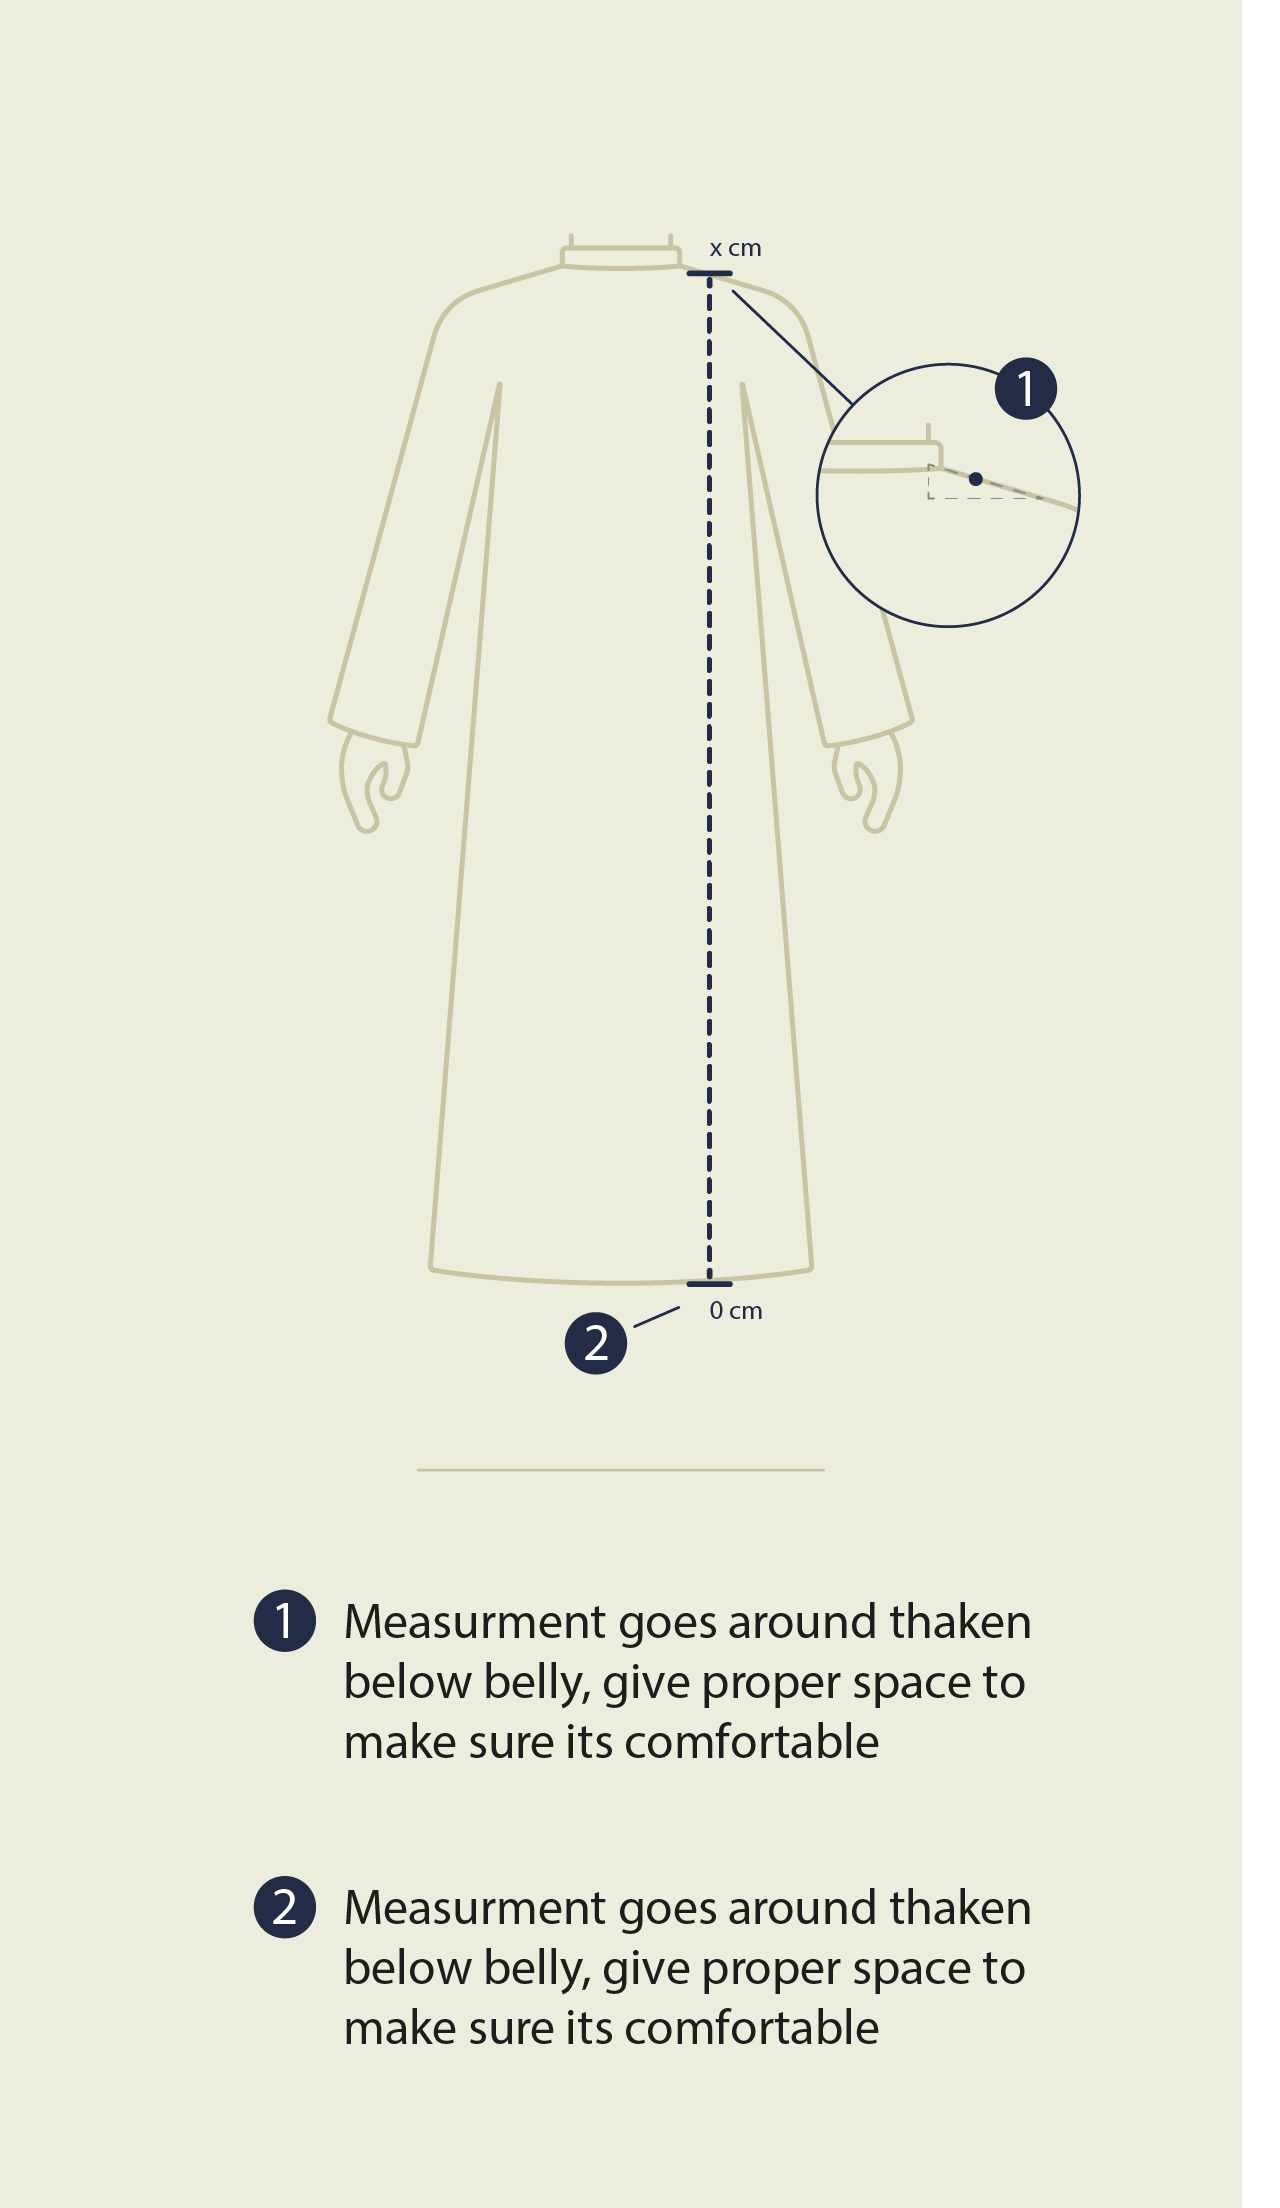 x cm
1
0 cm
2
1 Measurment goes around thaken
below belly, give proper space to
make sure its comfortable
2 Measurment goes around thaken
below belly, give proper space to
make sure its comfortable